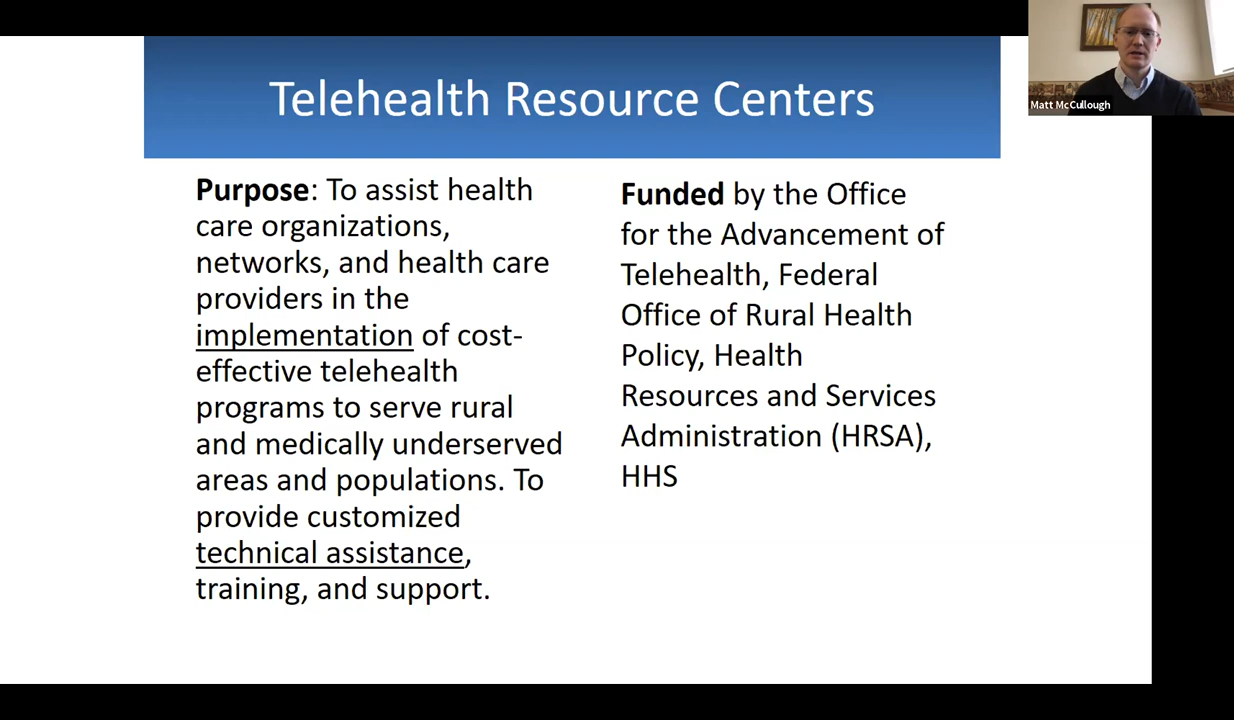 Telehealth Resource Centers
Matt McCullough
Purpose: To assist health
care organizations,
networks, and health care
providers in the
implementation of cost-
effective telehealth
programs to serve rural
and medically underserved
areas and populations. To
provide customized
technical assistance,
training, and support.
Funded by the Office
for the Advancement of
Telehealth, Federal
Office of Rural Health
Policy, Health
Resources and Services
Administration (HRSA),
HHS